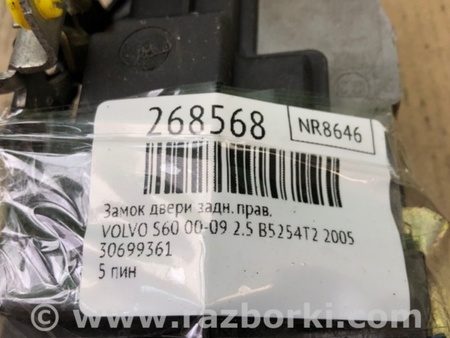 268568
NR8646
Замок двери задн.прав.
VOLVO S60 00-09 2.5 B5254T2 2005
30699361
5 пин
www.razborki.com